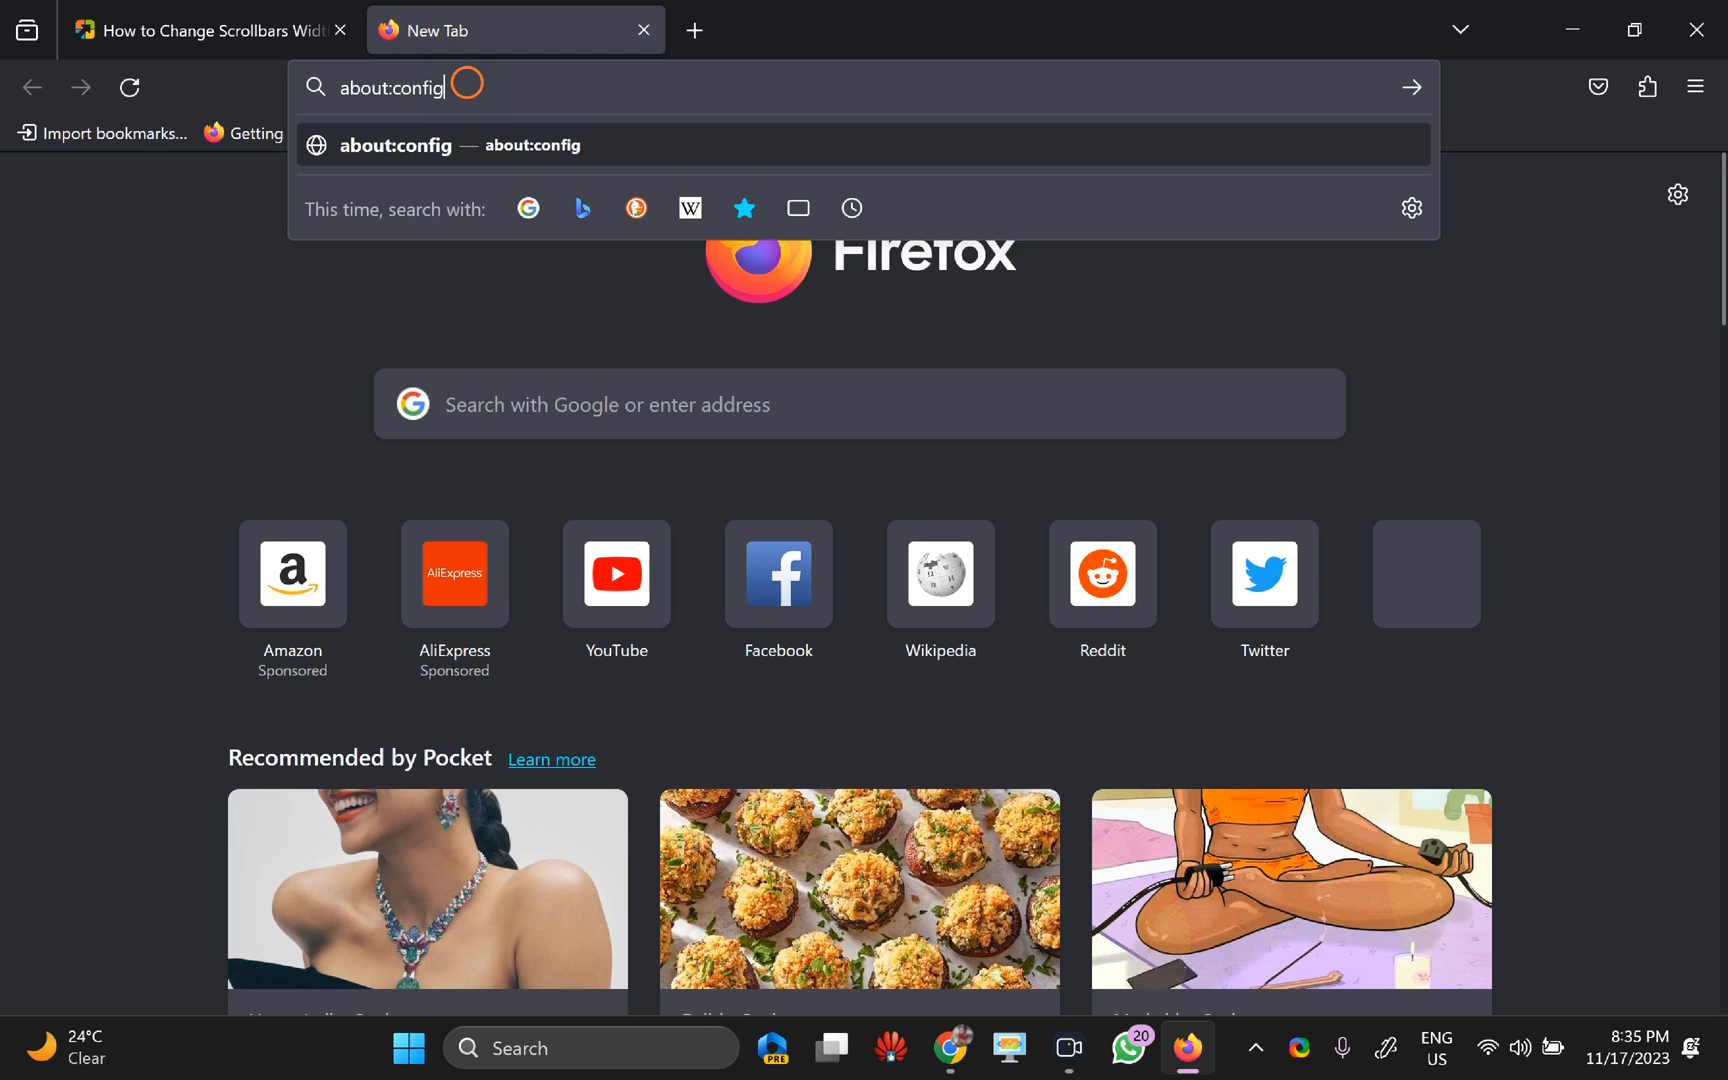 How to Change Scrollbars Widt
New Tab
about:config
Import bookmarks...
Getting
about:config — about:config
This time, search with:
Firefox
Search with Google or enter address
AliExpress
Amazon
Sponsored
AliExpress
Sponsored
YouTube
Facebook
Wikipedia
Reddit
Twitter
Recommended by Pocket
Learn more
24°C
Clear
Search
PRE
20
ENG
US
8:35 PM
11/17/2023